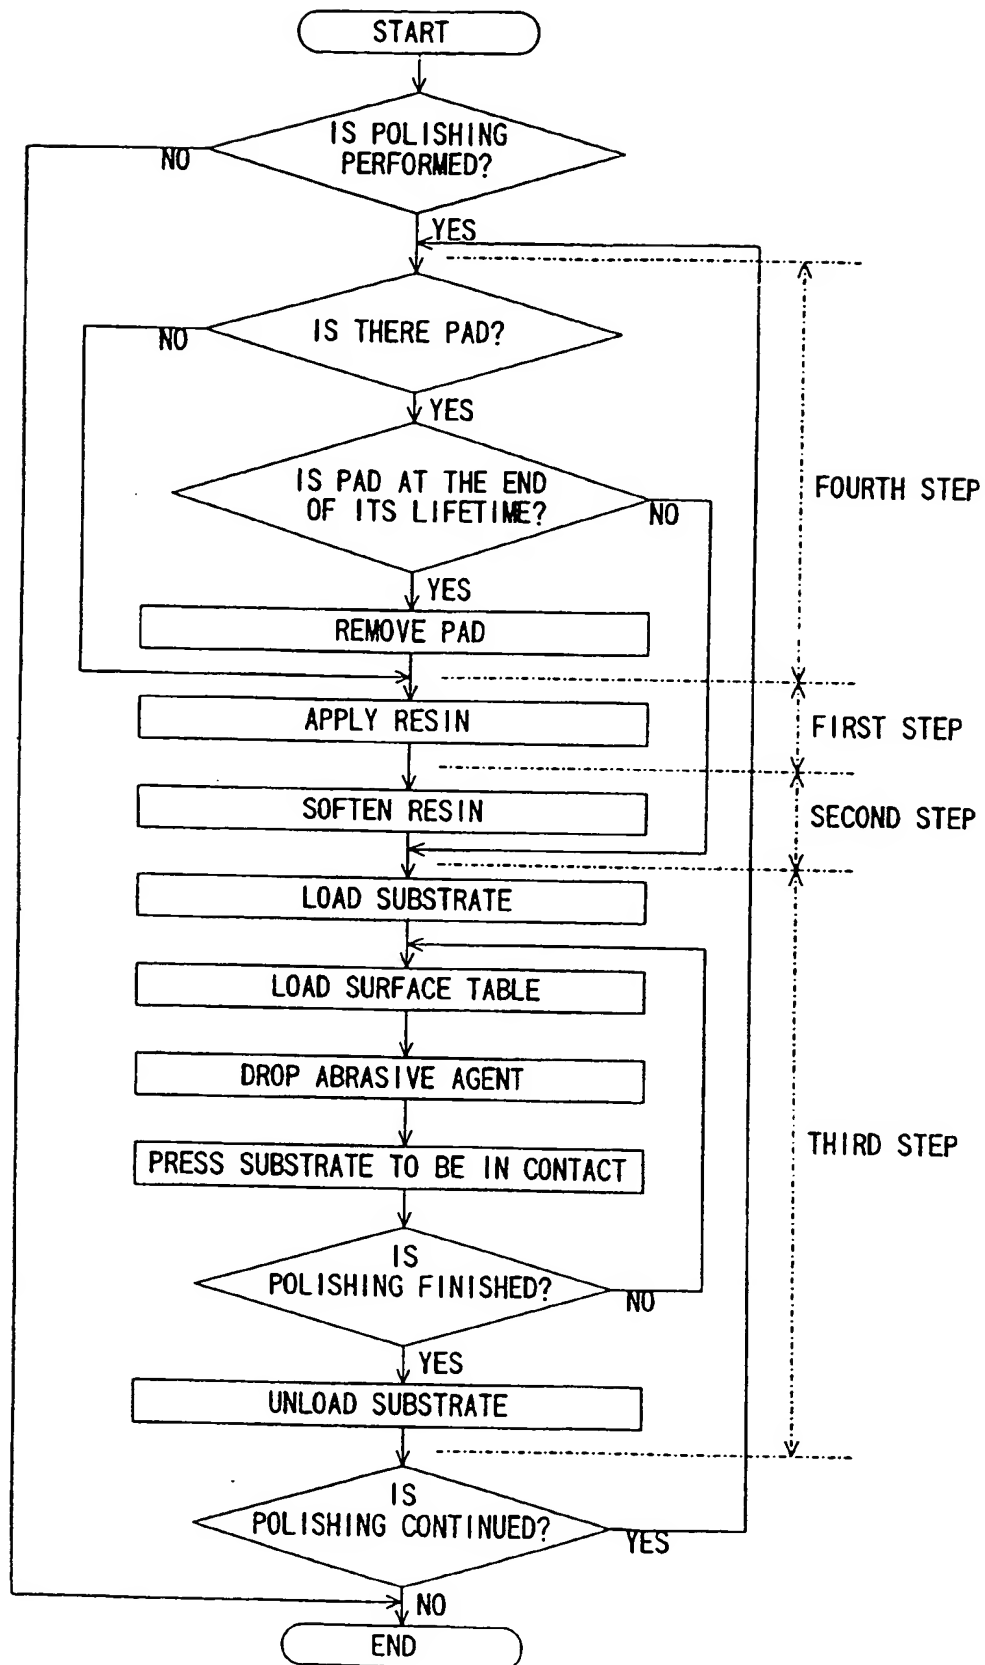 START
IS POLISHING
PERFORMED?
NO
YES
IS THERE PAD?
NO
YES
IS PAD AT THE END
OF ITS LIFETIME?
NO
FOURTH STEP
YES
REMOVE PAD
APPLY RESIN
FIRST STEP
SOFTEN RESIN
SECOND STEP
LOAD SUBSTRATE
LOAD SURFACE TABLE
DROP ABRASIVE AGENT
PRESS SUBSTRATE TO BE IN CONTACT
THIRD STEP
IS
POLISHING FINISHED?
NO
YES
UNLOAD SUBSTRATE
IS
POLISHING CONTINUED?
YES
NO
END